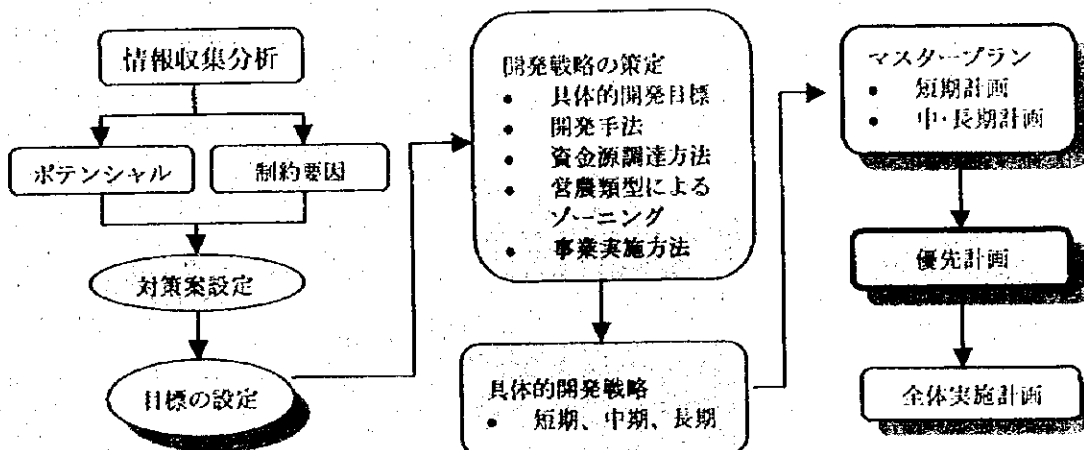 情報収集分析
ポテンシャル
制約要因
対策案設定
目標の設定
開発戦略の策定
• 具体的開発目標
• 開発手法
• 資金源調達方法
• 営農類型による
ゾーニング
• 事業実施方法
具体的開発戦略
• 短期、中期、長期
マスタープラン
• 短期計画
• 中・長期計画
優先計画
全体実施計画